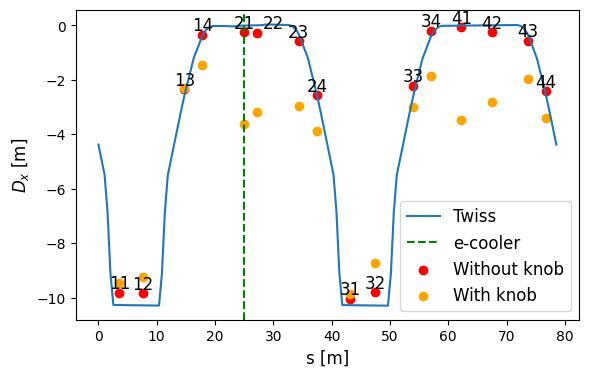 0
−2
−4
−6
−8
−10
D_x [m]
14
21 22
23
13
24
11 12
34 41 42 43
33
44
31 32
Twiss
e-cooler
Without knob
With knob
0 10 20 30 40 50 60 70 80
s [m]